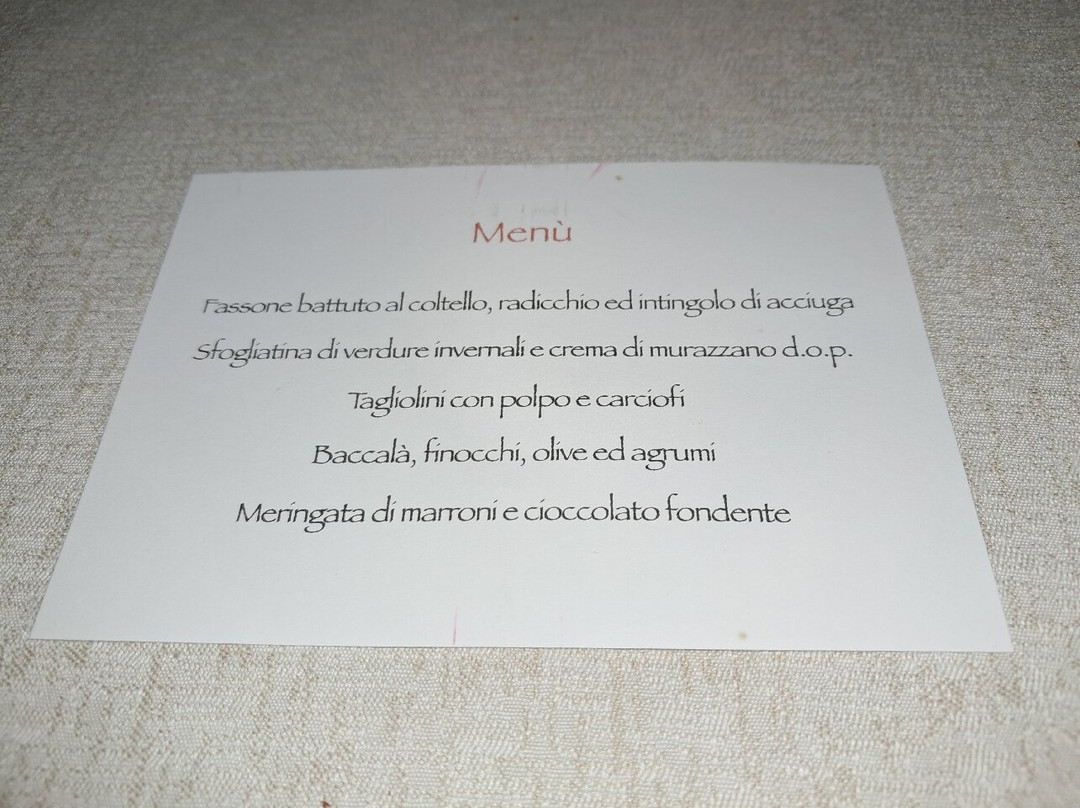 Menù
Fassone battuto al coltello, radicchio ed intingolo di acciuga
Sfogliatina di verdure invernali e crema di murazzano d.o.p.
Tagliolini con polpo e carciofi
Baccalà, finocchi, olive ed agrumi
Meringata di marroni e cioccolato fondente